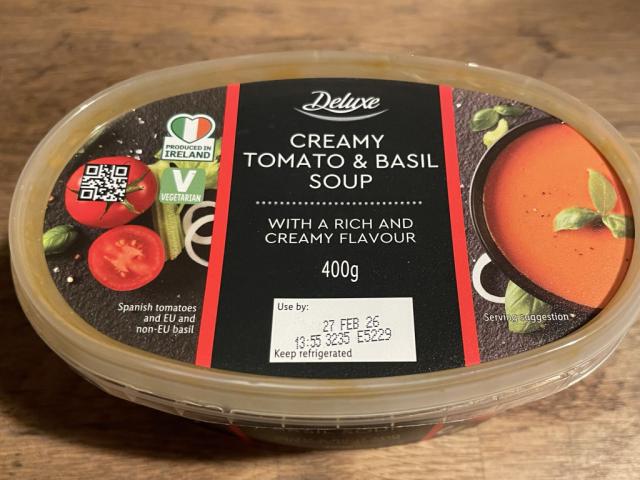 Deluxe
CREAMY
TOMATO & BASIL
SOUP
WITH A RICH AND
CREAMY FLAVOUR
400g
Use by:
27 FEB 26
13:55 3235 E5229
Keep refrigerated
PRODUCED IN
IRELAND
V
VEGETARIAN
Spanish tomatoes
and EU and
non-EU basil
Serving suggestion